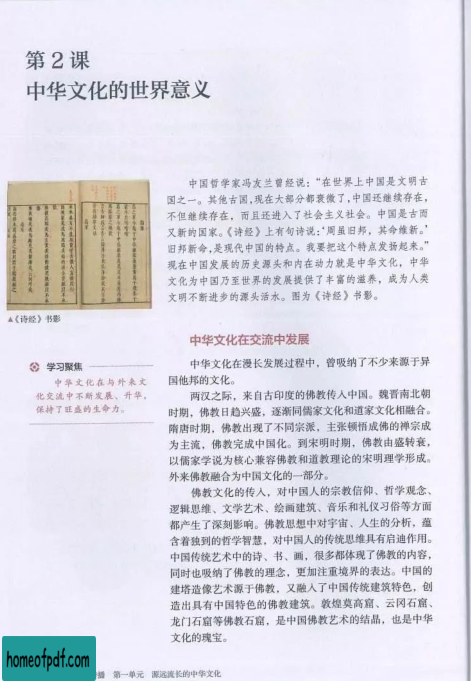 第2课
中华文化的世界意义
中国哲学家冯友兰曾经说：“在世界上中国是文明古
国之一。其他古国，现在大部分都衰微了，中国还继续存在，
不但继续存在，而且还进入了社会主义社会。中国是古而
又新的国家。《诗经》上有句诗说：‘周虽旧邦，其命维新。’
旧邦新命，是现代中国的特点。我要把这个特点发扬起来。”
现在中国发展的历史源头和内在动力就是中华文化，中华
文化为中国乃至世界的发展提供了丰富的滋养，成为人类
文明不断进步的源头活水。图为《诗经》书影。
▲《诗经》书影
学习聚焦
中华文化在与外来文
化交流中不断发展、升华，
保持了旺盛的生命力。
中华文化在交流中发展
中华文化在漫长发展过程中，曾吸纳了不少来源于异
国他邦的文化。
两汉之际，来自古印度的佛教传入中国。魏晋南北朝
时期，佛教日趋兴盛，逐渐同儒家文化和道家文化相融合。
隋唐时期，佛教出现了不同宗派，主张顿悟成佛的禅宗成
为主流，佛教完成中国化。到宋明时期，佛教由盛转衰，
以儒家学说为核心兼容佛教和道教理论的宋明理学形成。
外来佛教融合为中国文化的一部分。
佛教文化的传入，对中国人的宗教信仰、哲学观念、
逻辑思维、文学艺术、绘画建筑、音乐和礼仪习俗等方面
都产生了深刻影响。佛教思想中对宇宙、人生的分析，蕴
含着独到的哲学智慧，对中国人的传统思维具有启迪作用。
中国传统艺术中的诗、书、画，很多都体现了佛教的内容，
同时也吸纳了佛教的理念，更加注重境界的表达。中国的
建塔造像艺术源于佛教，又融入了中国传统建筑特色，创
造出具有中国特色的佛教建筑。敦煌莫高窟、云冈石窟、
龙门石窟等佛教石窟，是中国佛教艺术的结晶，也是中华
文化的瑰宝。
homeofpdf.com
播 第一单元 源远流长的中华文化